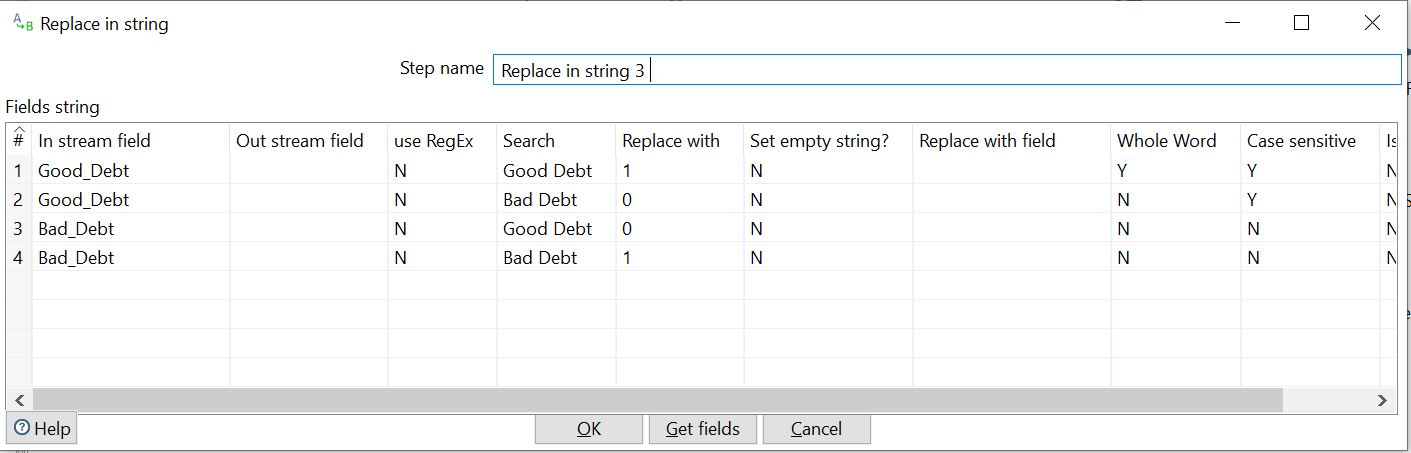 Replace in string
Step name Replace in string 3
Fields string
# In stream field Out stream field use RegEx Search Replace with Set empty string? Replace with field Whole Word Case sensitive Is
1 Good_Debt N Good Debt 1 N Y Y N
2 Good_Debt N Bad Debt 0 N N Y N
3 Bad_Debt N Good Debt 0 N N N N
4 Bad_Debt N Bad Debt 1 N N N N
Help OK Get fields Cancel